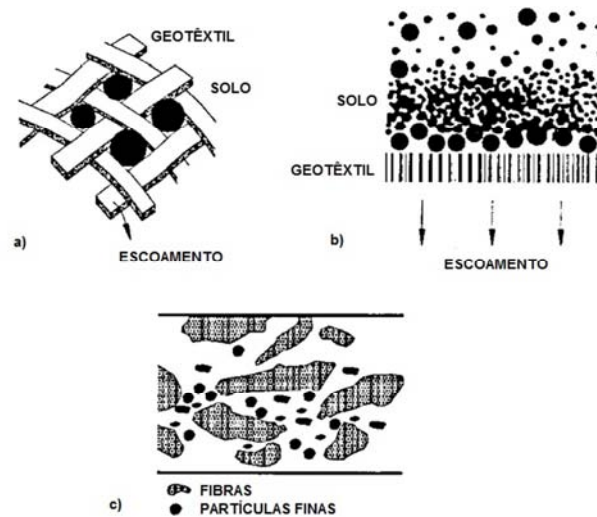 GEOTÊXTIL
SOLO
a)
ESCOAMENTO
SOLO
GEOTÊXTIL
b)
ESCOAMENTO
c)
FIBRAS
PARTÍCULAS FINAS